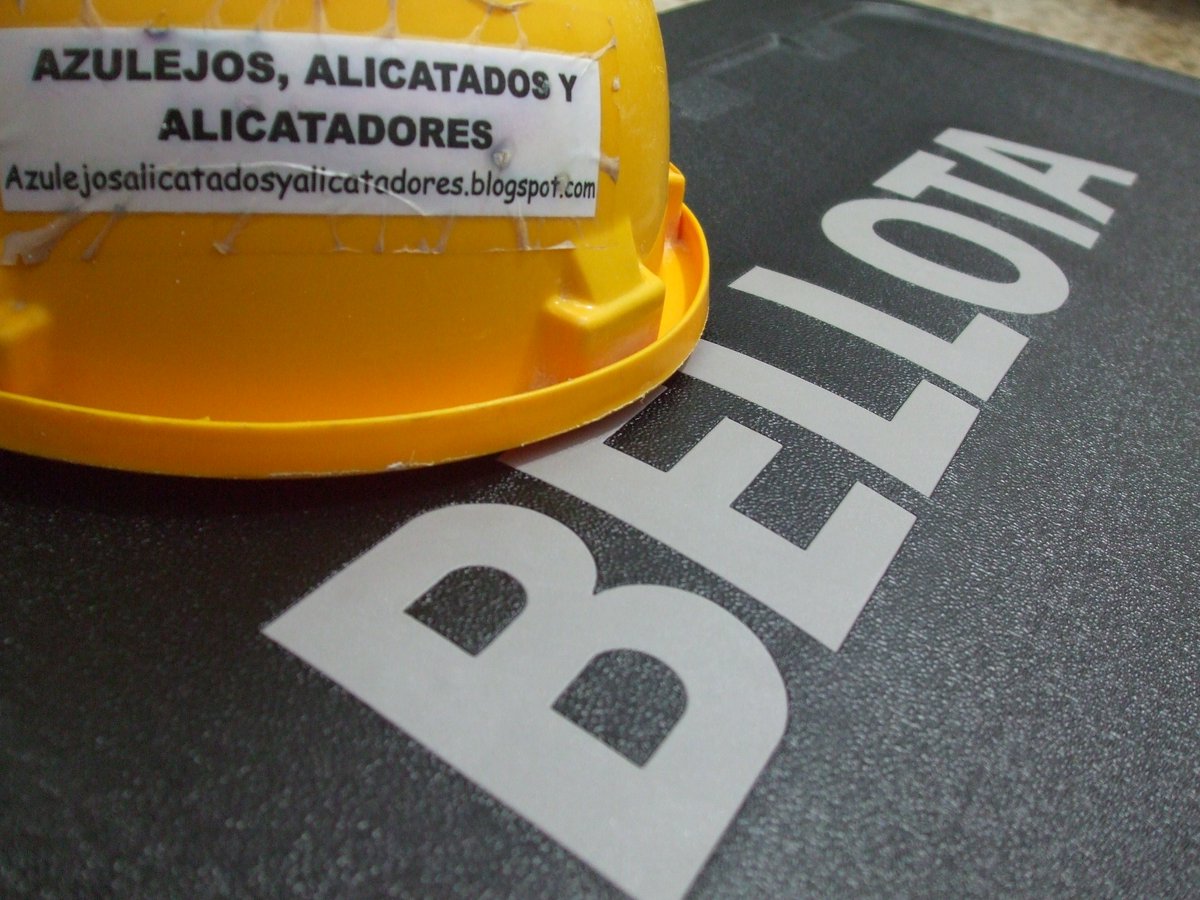 AZULEJOS, ALICATADOS Y
ALICATADORES
Azulejosalicatadosyalicatadores.blogspot.com
BELLOTA